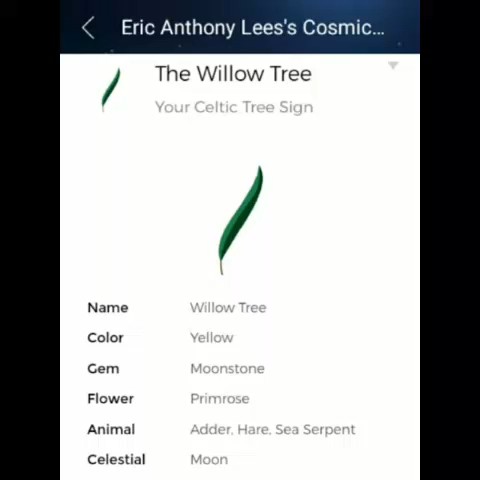 Eric Anthony Lees's Cosmic...
The Willow Tree
Your Celtic Tree Sign
Name Willow Tree
Color Yellow
Gem Moonstone
Flower Primrose
Animal Adder, Hare, Sea Serpent
Celestial Moon